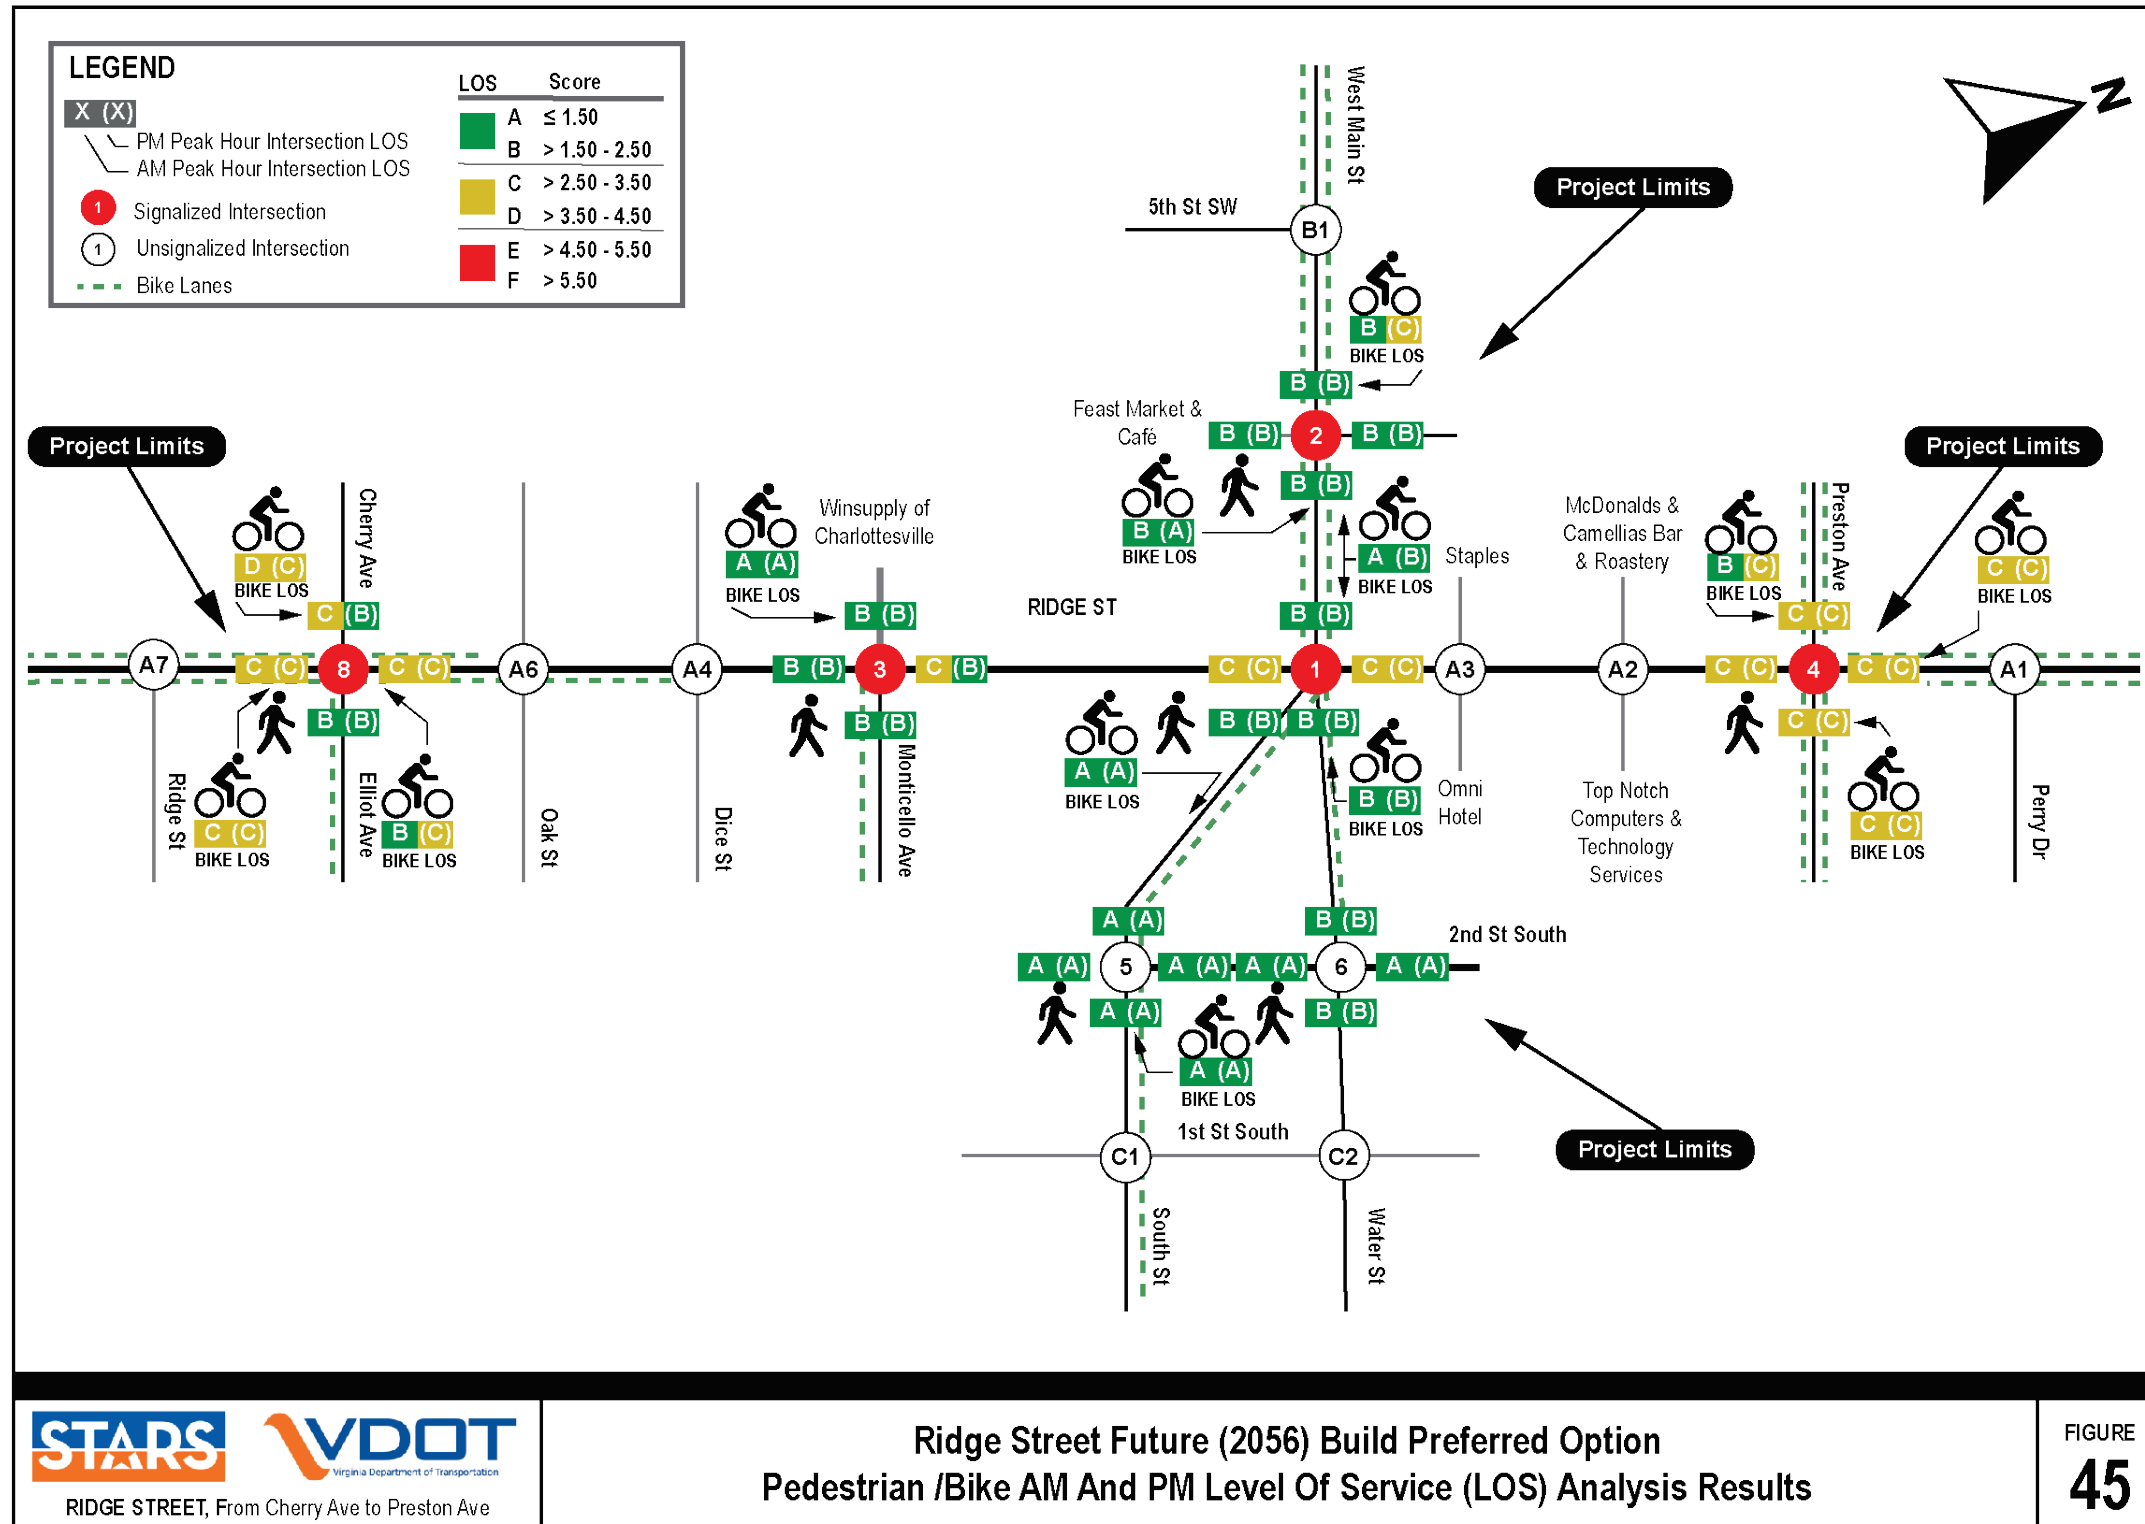 LEGEND
X (X)
PM Peak Hour Intersection LOS
AM Peak Hour Intersection LOS
1 Signalized Intersection
1 Unsignalized Intersection
Bike Lanes
LOS Score
A ≤ 1.50
B > 1.50 - 2.50
C > 2.50 - 3.50
D > 3.50 - 4.50
E > 4.50 - 5.50
F > 5.50
N
West Main St
Project Limits
5th St SW
B1
B (C)
BIKE LOS
B (B)
Feast Market &
Café
B (B)
2
B (B)
B (B)
B (A)
BIKE LOS
A (B)
BIKE LOS
Staples
Project Limits
Cherry Ave
D (C)
BIKE LOS
C (B)
A (A)
BIKE LOS
Winsupply of
Charlottesville
B (B)
RIDGE ST
B (B)
McDonalds &
Camellias Bar
& Roastery
B (C)
BIKE LOS
Preston Ave
C (C)
Project Limits
C (C)
BIKE LOS
A7
C (C)
8
C (C)
A6
A4
B (B)
3
C (B)
C (C)
1
C (C)
A3
A2
C (C)
4
C (C)
A1
B (B)
B (B)
B (B)
B (B)
C (C)
Ridge St
C (C)
BIKE LOS
Elliot Ave
B (C)
BIKE LOS
Oak St
Dice St
Monticello Ave
A (A)
BIKE LOS
B (B)
BIKE LOS
Omni
Hotel
Top Notch
Computers &
Technology
Services
C (C)
BIKE LOS
Perry Dr
A (A)
B (B)
2nd St South
A (A)
5
A (A)
A (A)
6
A (A)
A (A)
B (B)
A (A)
BIKE LOS
1st St South
C1
C2
Project Limits
South St
Water St
STARS
VDOT
Virginia Department of Transportation
RIDGE STREET, From Cherry Ave to Preston Ave
Ridge Street Future (2056) Build Preferred Option
Pedestrian /Bike AM And PM Level Of Service (LOS) Analysis Results
FIGURE
45